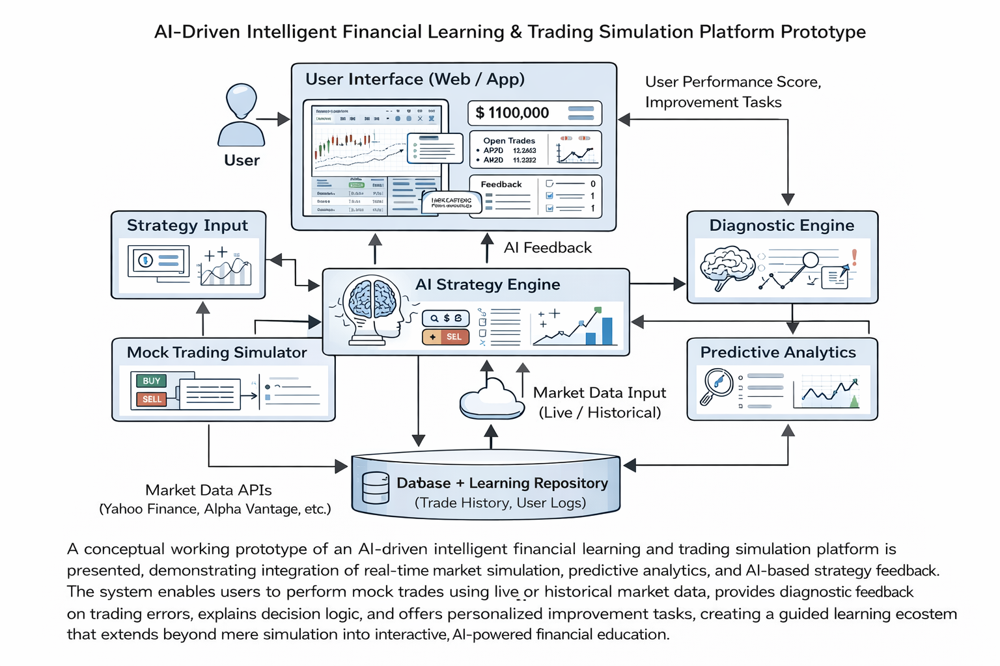 AI-Driven Intelligent Financial Learning & Trading Simulation Platform Prototype
User Interface (Web / App)
User Performance Score,
Improvement Tasks
$ 1100,000
Open Trades
• AP2D 12.2643
• AM2D 11.2232
Feedback
0
1
1
User
Strategy Input
AI Feedback
Diagnostic Engine
AI Strategy Engine
$
SEL
Mock Trading Simulator
BUY
SELL
Predictive Analytics
Market Data Input
(Live / Historical)
Database + Learning Repository
(Trade History, User Logs)
Market Data APIs
(Yahoo Finance, Alpha Vantage, etc.)
A conceptual working prototype of an AI-driven intelligent financial learning and trading simulation platform is
presented, demonstrating integration of real-time market simulation, predictive analytics, and AI-based strategy feedback.
The system enables users to perform mock trades using live or historical market data, provides diagnostic feedback
on trading errors, explains decision logic, and offers personalized improvement tasks, creating a guided learning ecostem
that extends beyond mere simulation into interactive, AI-powered financial education.